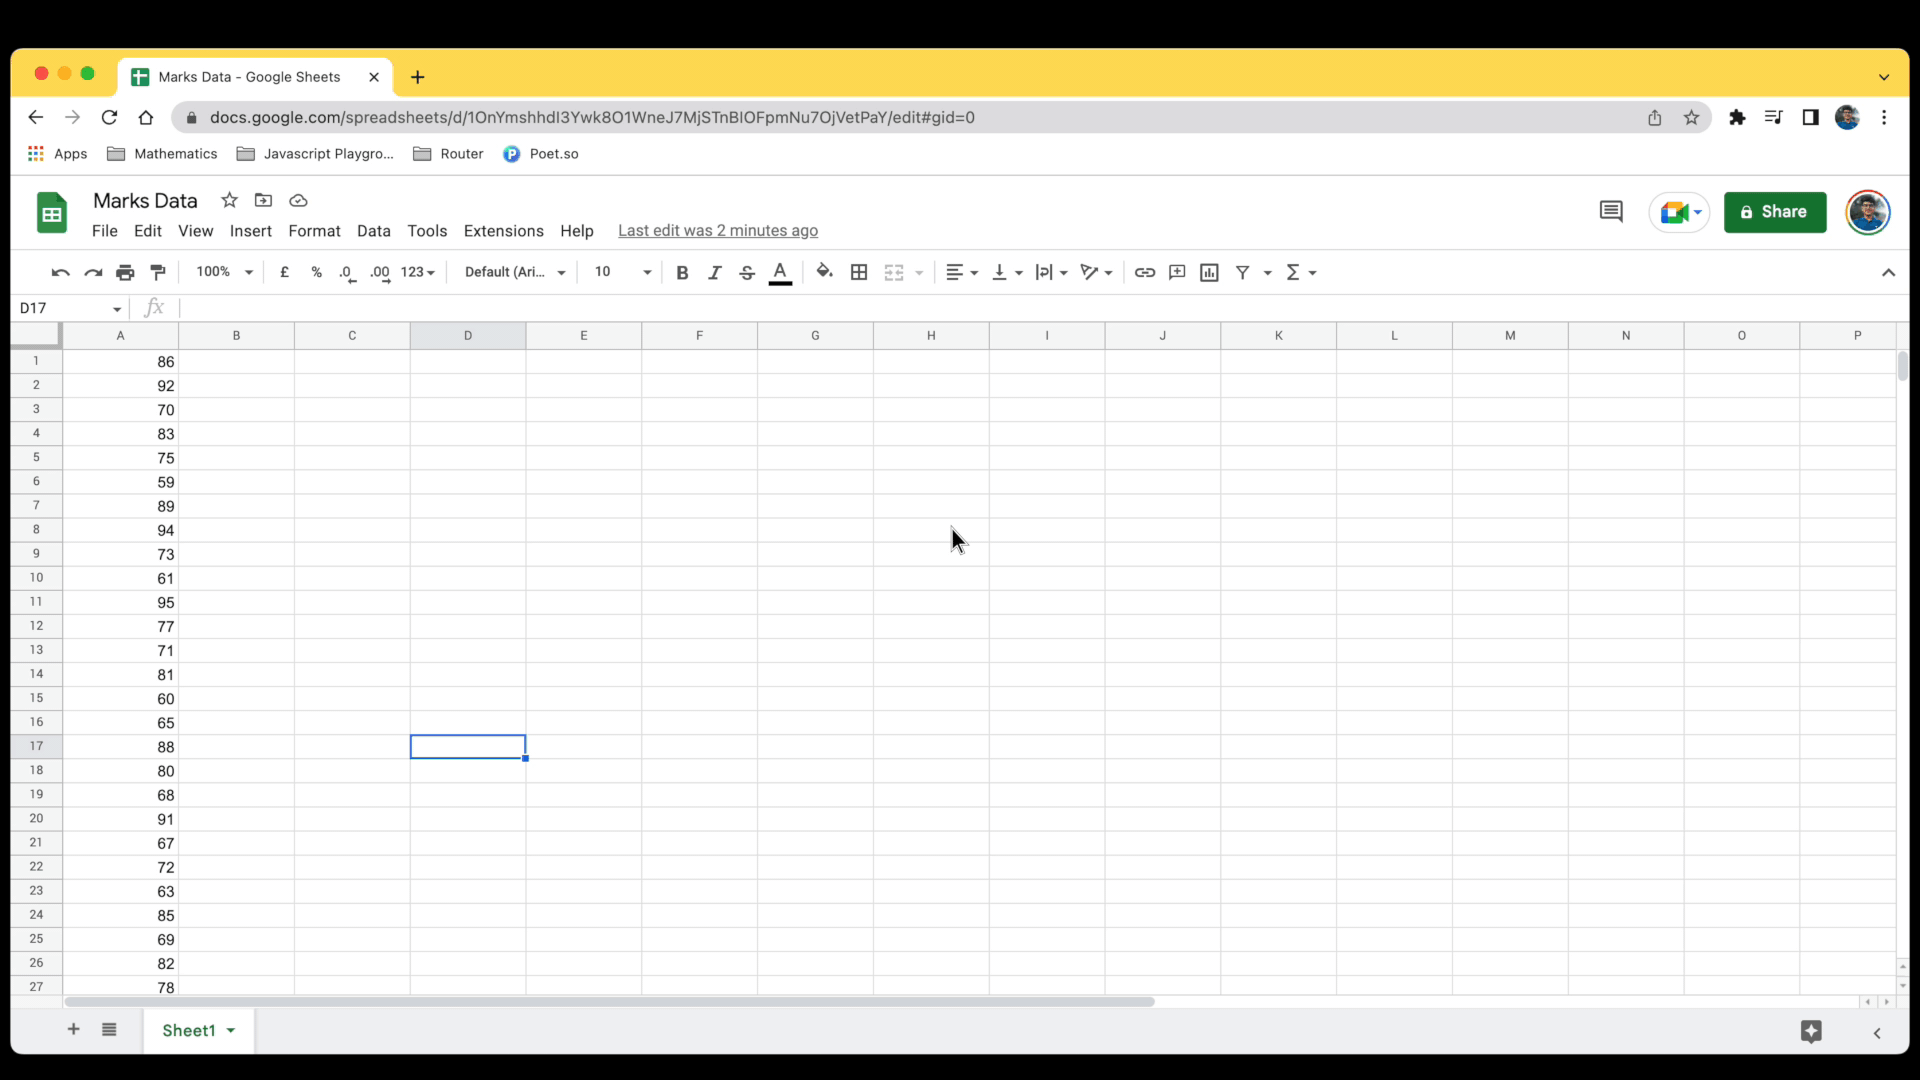 Marks Data - Google Sheets
docs.google.com/spreadsheets/d/1OnYmshhdI3Ywk8O1WneJ7MjSTnBIOFpmNu7OjVetPaY/edit#gid=0
Apps Mathematics Javascript Playgro... Router P Poet.so
Marks Data
Share
File Edit View Insert Format Data Tools Extensions Help Last edit was 2 minutes ago
100% £ % .0 .00 123 Default (Ari... 10 B I S A Σ
D17 fx
A B C D E F G H I J K L M N O P
1 86
2 92
3 70
4 83
5 75
6 59
7 89
8 94
9 73
10 61
11 95
12 77
13 71
14 81
15 60
16 65
17 88
18 80
19 68
20 91
21 67
22 72
23 63
24 85
25 69
26 82
27 78
Sheet1